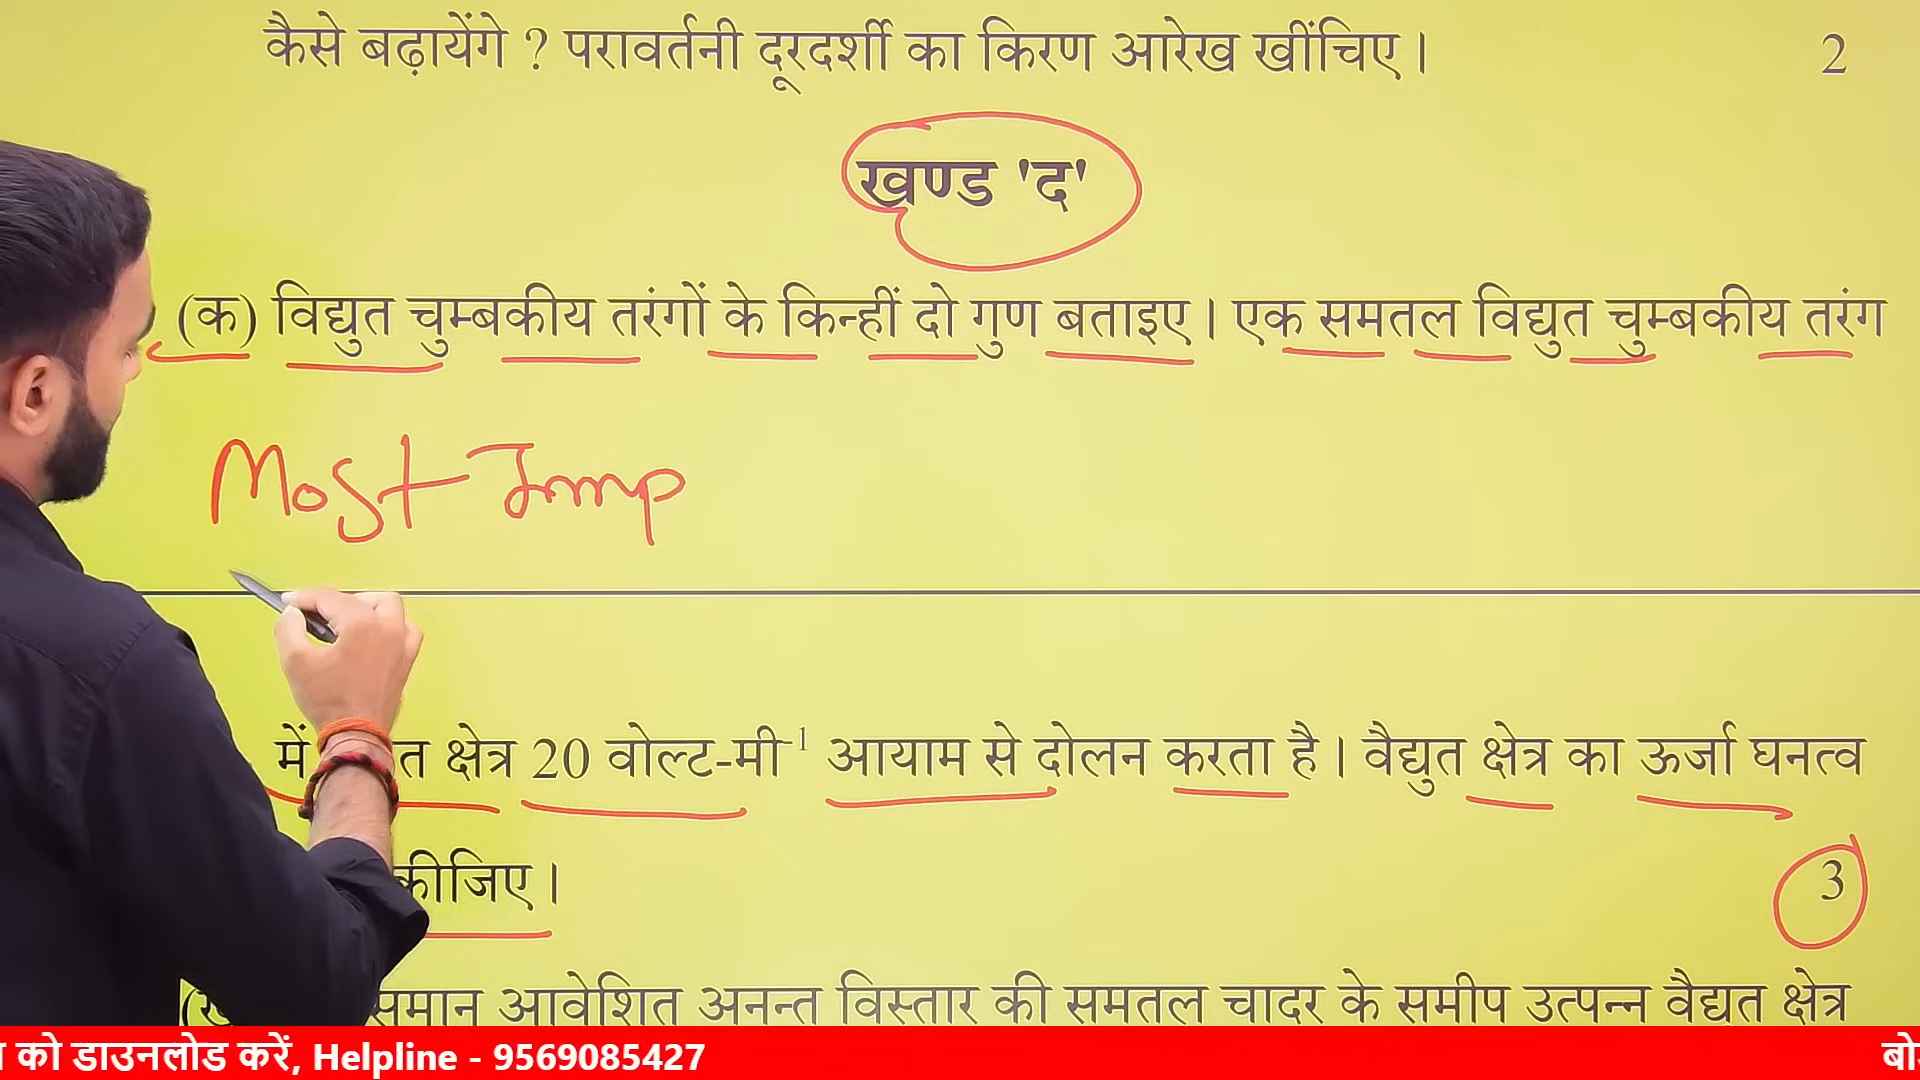 कैसे बढ़ायेंगे ? परावर्तनी दूरदर्शी का किरण आरेख खींचिए । 2
खण्ड 'द'
(क) विद्युत चुम्बकीय तरंगों के किन्हीं दो गुण बताइए । एक समतल विद्युत चुम्बकीय तरंग
Most Imp
में क्षेत्र 20 वोल्ट-मी⁻¹ आयाम से दोलन करता है । वैद्युत क्षेत्र का ऊर्जा घनत्व
कीजिए । 3
समान आवेशित अनन्त विस्तार की समतल चादर के समीप उत्पन्न वैद्युत क्षेत्र
को डाउनलोड करें, Helpline - 9569085427